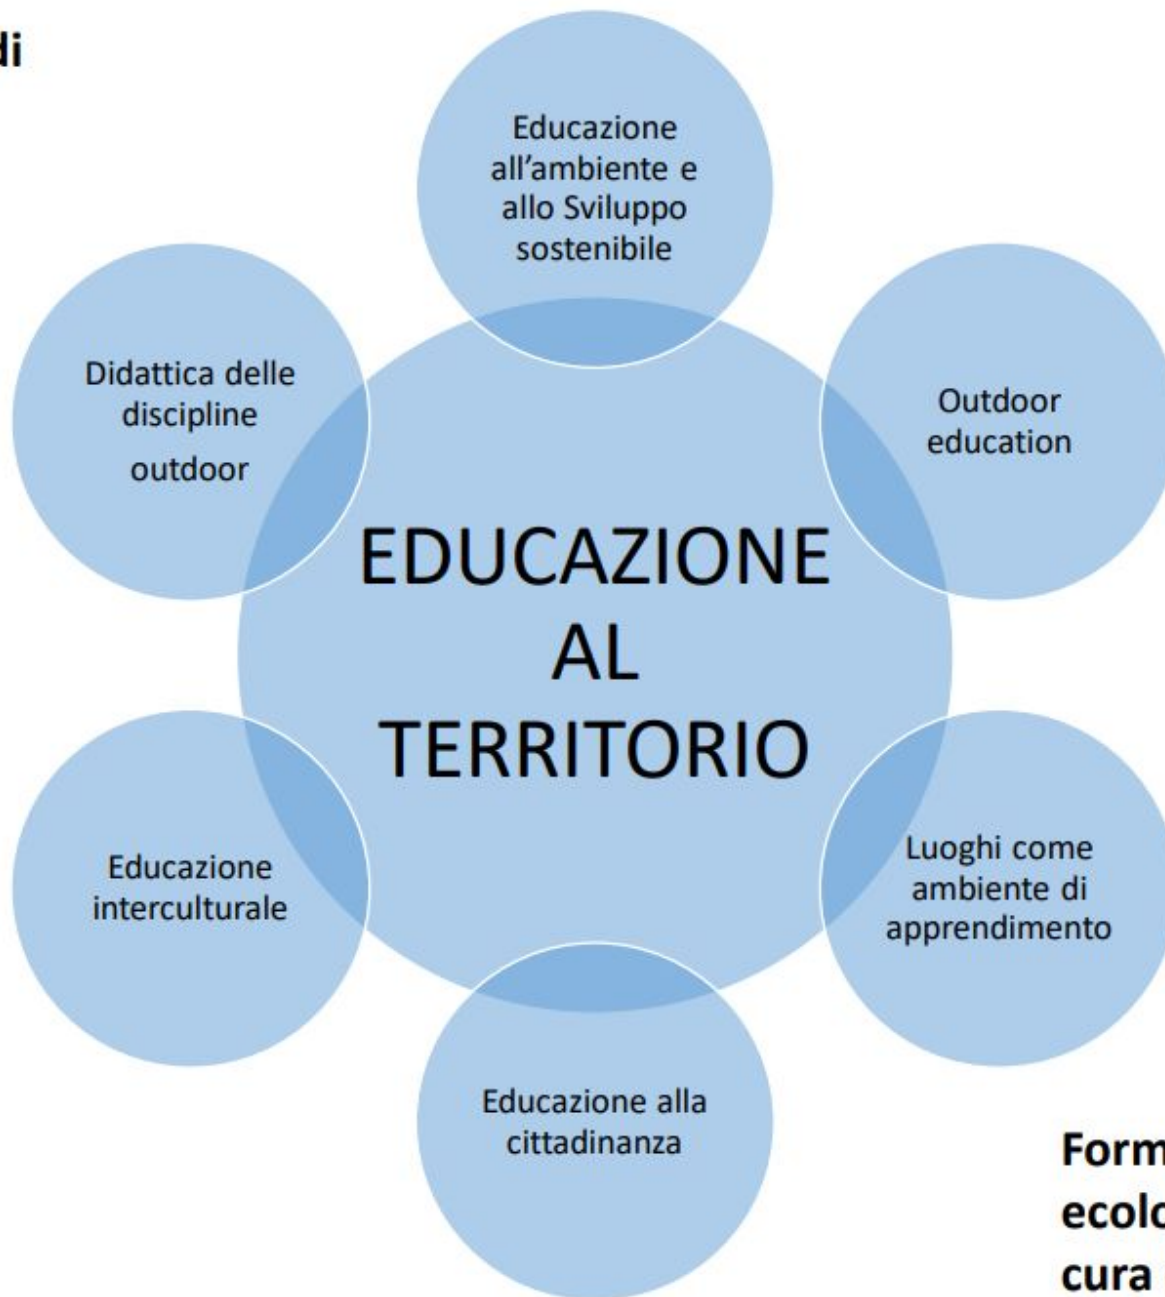 di
Educazione
all’ambiente e
allo Sviluppo
sostenibile
Didattica delle
discipline
outdoor
Outdoor
education
EDUCAZIONE
AL
TERRITORIO
Educazione
interculturale
Luoghi come
ambiente di
apprendimento
Educazione alla
cittadinanza
Form
ecolo
cura